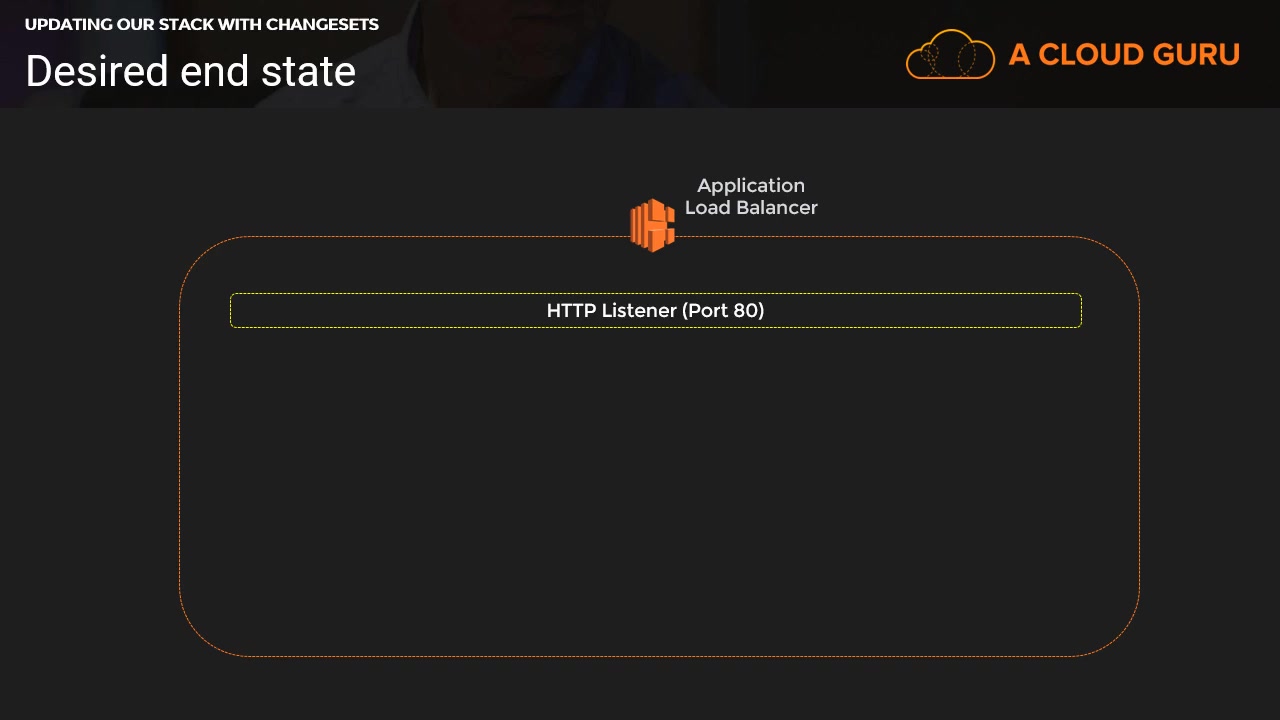 UPDATING OUR STACK WITH CHANGESETS
Desired end state
A CLOUD GURU
Application
Load Balancer
HTTP Listener (Port 80)